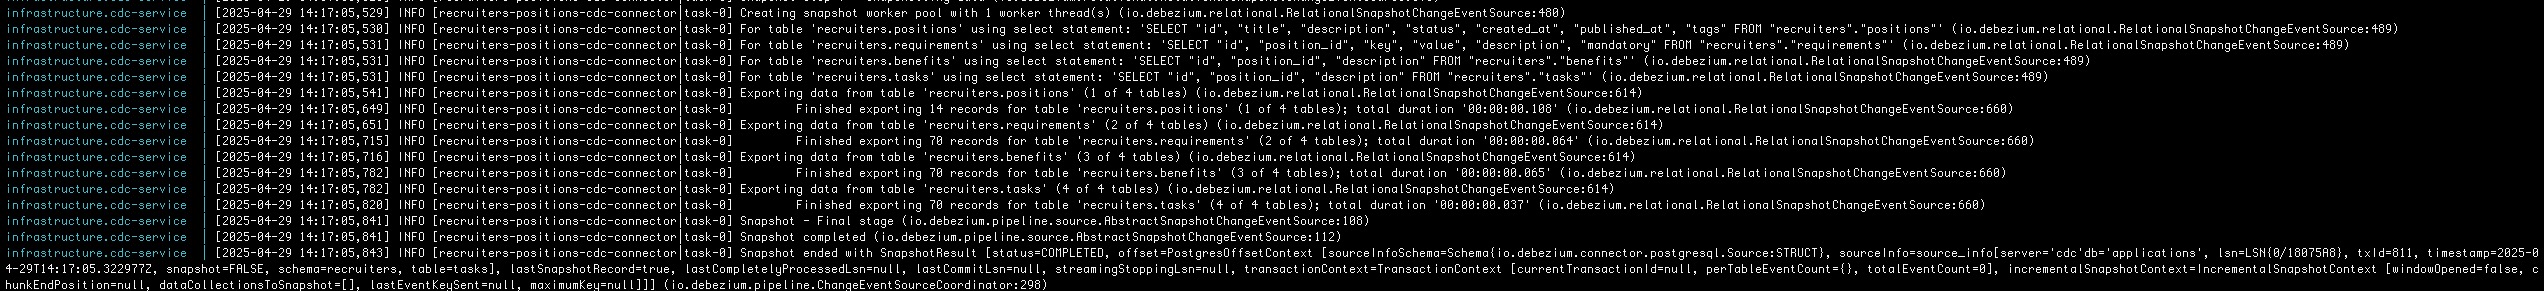 infrastructure.cdc-service | [2025-04-29 14:17:05,529] INFO [recruiters-positions-cdc-connector|task-0] Creating snapshot worker pool with 1 worker thread(s) (io.debezium.relational.RelationalSnapshotChangeEventSource:480)
infrastructure.cdc-service | [2025-04-29 14:17:05,530] INFO [recruiters-positions-cdc-connector|task-0] For table 'recruiters.positions' using select statement: 'SELECT "id", "title", "description", "status", "created_at", "published_at", "tags" FROM "recruiters"."positions"' (io.debezium.relational.RelationalSnapshotChangeEventSource:489)
infrastructure.cdc-service | [2025-04-29 14:17:05,531] INFO [recruiters-positions-cdc-connector|task-0] For table 'recruiters.requirements' using select statement: 'SELECT "id", "position_id", "key", "value", "description", "mandatory" FROM "recruiters"."requirements"' (io.debezium.relational.RelationalSnapshotChangeEventSource:489)
infrastructure.cdc-service | [2025-04-29 14:17:05,531] INFO [recruiters-positions-cdc-connector|task-0] For table 'recruiters.benefits' using select statement: 'SELECT "id", "position_id", "description" FROM "recruiters"."benefits"' (io.debezium.relational.RelationalSnapshotChangeEventSource:489)
infrastructure.cdc-service | [2025-04-29 14:17:05,531] INFO [recruiters-positions-cdc-connector|task-0] For table 'recruiters.tasks' using select statement: 'SELECT "id", "position_id", "description" FROM "recruiters"."tasks"' (io.debezium.relational.RelationalSnapshotChangeEventSource:489)
infrastructure.cdc-service | [2025-04-29 14:17:05,541] INFO [recruiters-positions-cdc-connector|task-0] Exporting data from table 'recruiters.positions' (1 of 4 tables) (io.debezium.relational.RelationalSnapshotChangeEventSource:614)
infrastructure.cdc-service | [2025-04-29 14:17:05,649] INFO [recruiters-positions-cdc-connector|task-0] Finished exporting 14 records for table 'recruiters.positions' (1 of 4 tables); total duration '00:00:00.108' (io.debezium.relational.RelationalSnapshotChangeEventSource:660)
infrastructure.cdc-service | [2025-04-29 14:17:05,651] INFO [recruiters-positions-cdc-connector|task-0] Exporting data from table 'recruiters.requirements' (2 of 4 tables) (io.debezium.relational.RelationalSnapshotChangeEventSource:614)
infrastructure.cdc-service | [2025-04-29 14:17:05,715] INFO [recruiters-positions-cdc-connector|task-0] Finished exporting 70 records for table 'recruiters.requirements' (2 of 4 tables); total duration '00:00:00.064' (io.debezium.relational.RelationalSnapshotChangeEventSource:660)
infrastructure.cdc-service | [2025-04-29 14:17:05,716] INFO [recruiters-positions-cdc-connector|task-0] Exporting data from table 'recruiters.benefits' (3 of 4 tables) (io.debezium.relational.RelationalSnapshotChangeEventSource:614)
infrastructure.cdc-service | [2025-04-29 14:17:05,782] INFO [recruiters-positions-cdc-connector|task-0] Finished exporting 70 records for table 'recruiters.benefits' (3 of 4 tables); total duration '00:00:00.065' (io.debezium.relational.RelationalSnapshotChangeEventSource:660)
infrastructure.cdc-service | [2025-04-29 14:17:05,782] INFO [recruiters-positions-cdc-connector|task-0] Exporting data from table 'recruiters.tasks' (4 of 4 tables) (io.debezium.relational.RelationalSnapshotChangeEventSource:614)
infrastructure.cdc-service | [2025-04-29 14:17:05,820] INFO [recruiters-positions-cdc-connector|task-0] Finished exporting 70 records for table 'recruiters.tasks' (4 of 4 tables); total duration '00:00:00.037' (io.debezium.relational.RelationalSnapshotChangeEventSource:660)
infrastructure.cdc-service | [2025-04-29 14:17:05,841] INFO [recruiters-positions-cdc-connector|task-0] Snapshot - Final stage (io.debezium.pipeline.source.AbstractSnapshotChangeEventSource:108)
infrastructure.cdc-service | [2025-04-29 14:17:05,841] INFO [recruiters-positions-cdc-connector|task-0] Snapshot completed (io.debezium.pipeline.source.AbstractSnapshotChangeEventSource:112)
infrastructure.cdc-service | [2025-04-29 14:17:05,843] INFO [recruiters-positions-cdc-connector|task-0] Snapshot ended with SnapshotResult [status=COMPLETED, offset=PostgresOffsetContext [sourceInfoSchema=Schema{io.debezium.connector.postgresql.Source:STRUCT}, sourceInfo=source_info[server='cdc'db='applications', lsn=LSN{0/18075A8}, txId=811, timestamp=2025-0
4-29T14:17:05.322977Z, snapshot=FALSE, schema=recruiters, table=tasks], lastSnapshotRecord=true, lastCompletelyProcessedLsn=null, lastCommitLsn=null, streamingStoppingLsn=null, transactionContext=TransactionContext [currentTransactionId=null, perTableEventCount={}, totalEventCount=0], incrementalSnapshotContext=IncrementalSnapshotContext [windowOpened=false, c
hunkEndPosition=null, dataCollectionsToSnapshot=[], lastEventKeySent=null, maximumKey=null]]] (io.debezium.pipeline.ChangeEventSourceCoordinator:298)